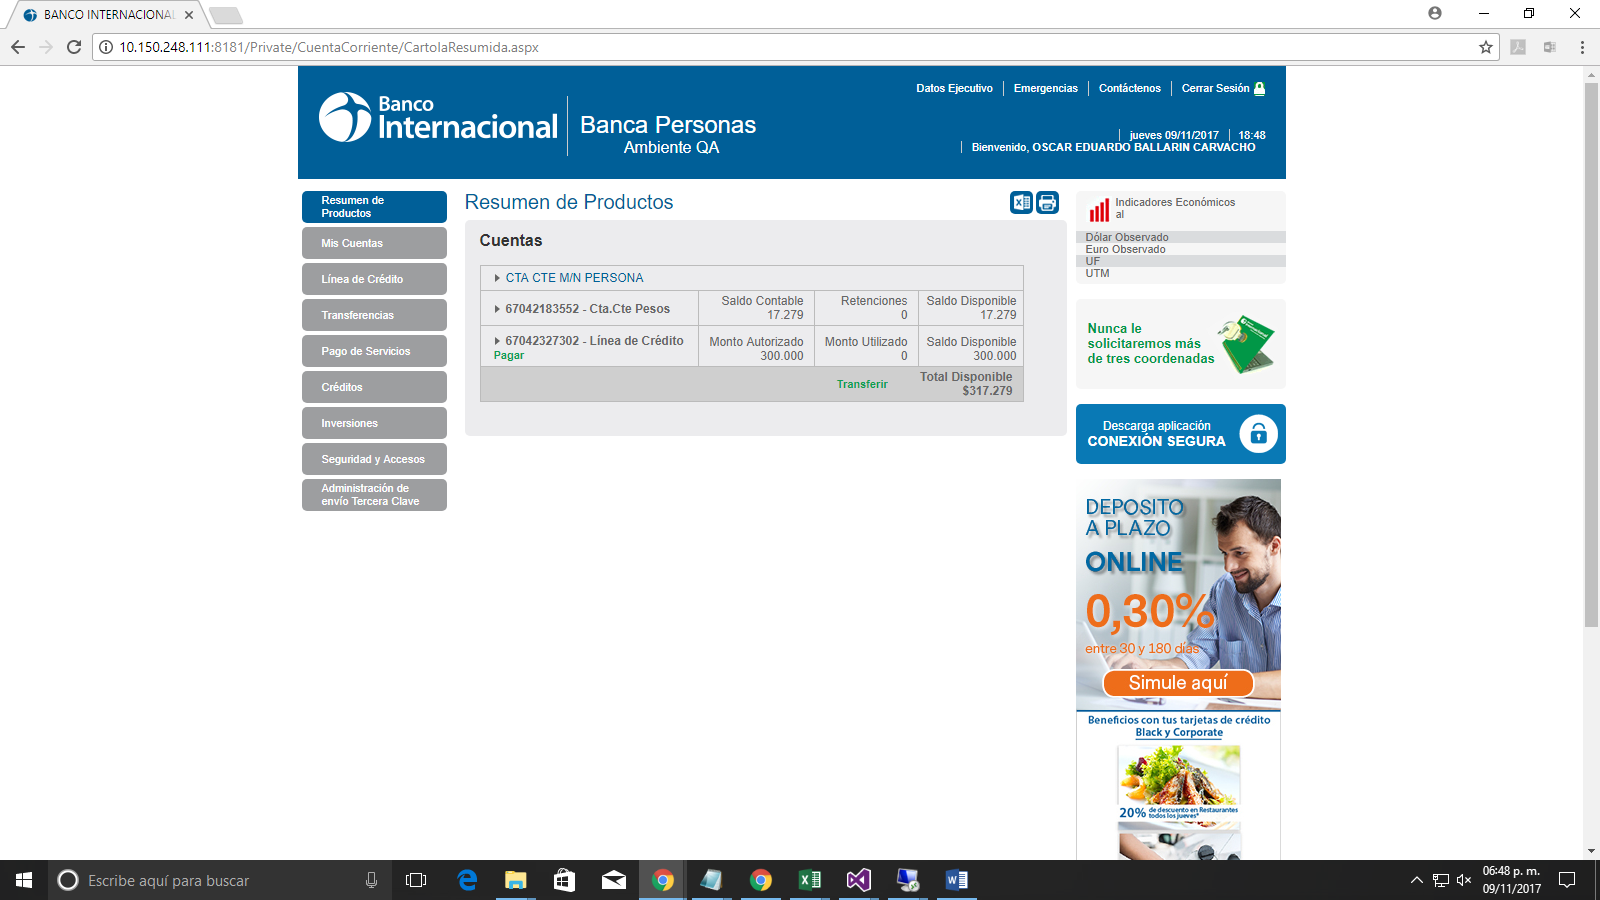 BANCO INTERNACIONAL
10.150.248.111:8181/Private/CuentaCorriente/CartolaResumida.aspx
Banco
Internacional
Banca Personas
Ambiente QA
Datos Ejecutivo
Emergencias
Contáctenos
Cerrar Sesión
jueves 09/11/2017
18:48
Bienvenido, OSCAR EDUARDO BALLARIN CARVACHO
Resumen de
Productos
Mis Cuentas
Línea de Crédito
Transferencias
Pago de Servicios
Créditos
Inversiones
Seguridad y Accesos
Administración de
envío Tercera Clave
Resumen de Productos
Cuentas
CTA CTE M/N PERSONA
67042183552 - Cta.Cte Pesos
Saldo Contable
17.279
Retenciones
0
Saldo Disponible
17.279
67042327302 - Línea de Crédito
Pagar
Monto Autorizado
300.000
Monto Utilizado
0
Saldo Disponible
300.000
Transferir
Total Disponible
$317.279
Indicadores Económicos
al
Dólar Observado
Euro Observado
UF
UTM
Nunca le
solicitaremos más
de tres coordenadas
Descarga aplicación
CONEXIÓN SEGURA
DEPOSITO
A PLAZO
ONLINE
0,30%
entre 30 y 180 días
Simule aquí
Beneficios con tus tarjetas de crédito
Black y Corporate
20% de descuento en Restaurantes
todos los jueves*
Escribe aquí para buscar
06:48 p. m.
09/11/2017